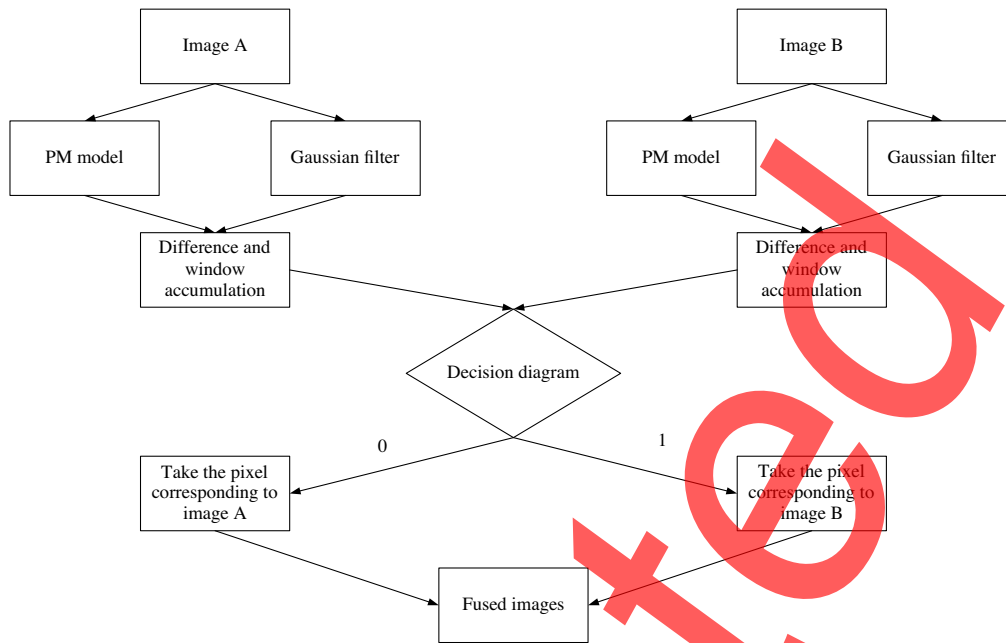 Image A
Image B
PM model
Gaussian filter
PM model
Gaussian filter
Difference and
window
accumulation
Difference and
window
accumulation
Decision diagram
0
1
Take the pixel
corresponding to
image A
Take the pixel
corresponding to
image B
Fused images
ted